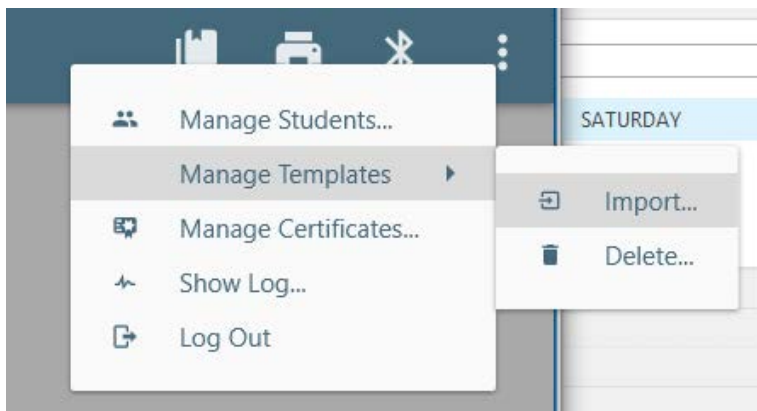 SATURDAY
Manage Students...
Manage Templates
Manage Certificates...
Show Log...
Log Out
Import...
Delete...